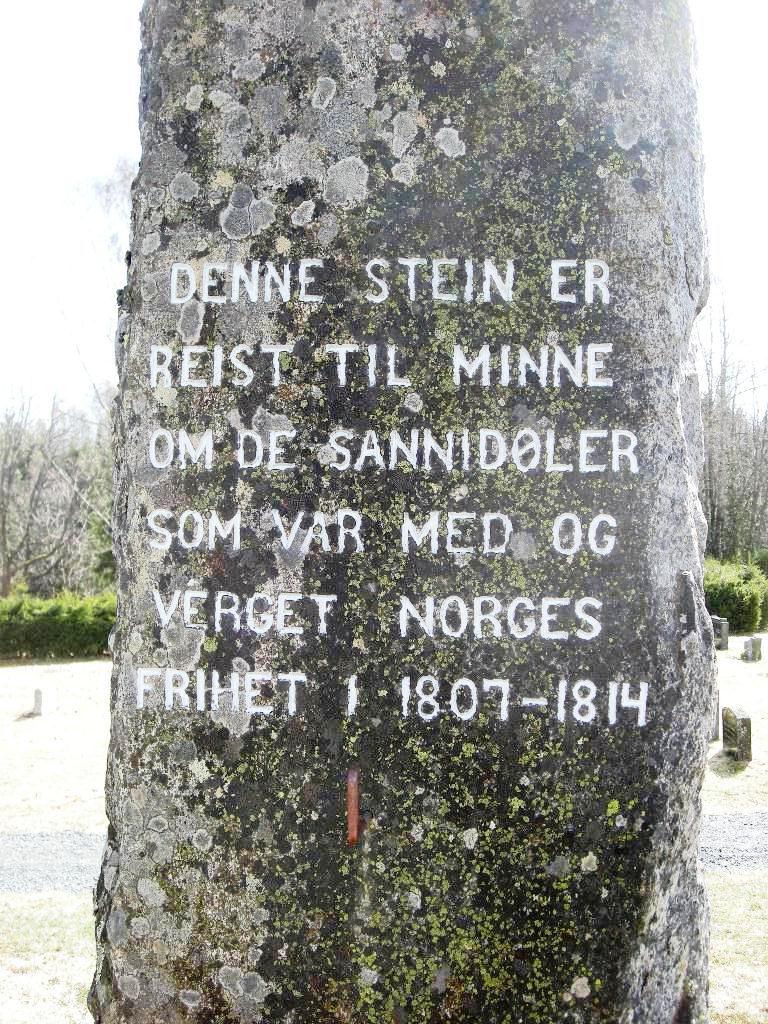 DENNE STEIN ER
REIST TIL MINNE
OM DE SANNIDØLER
SOM VAR MED OG
VERGET NORGES
FRIHET I 1807-1814